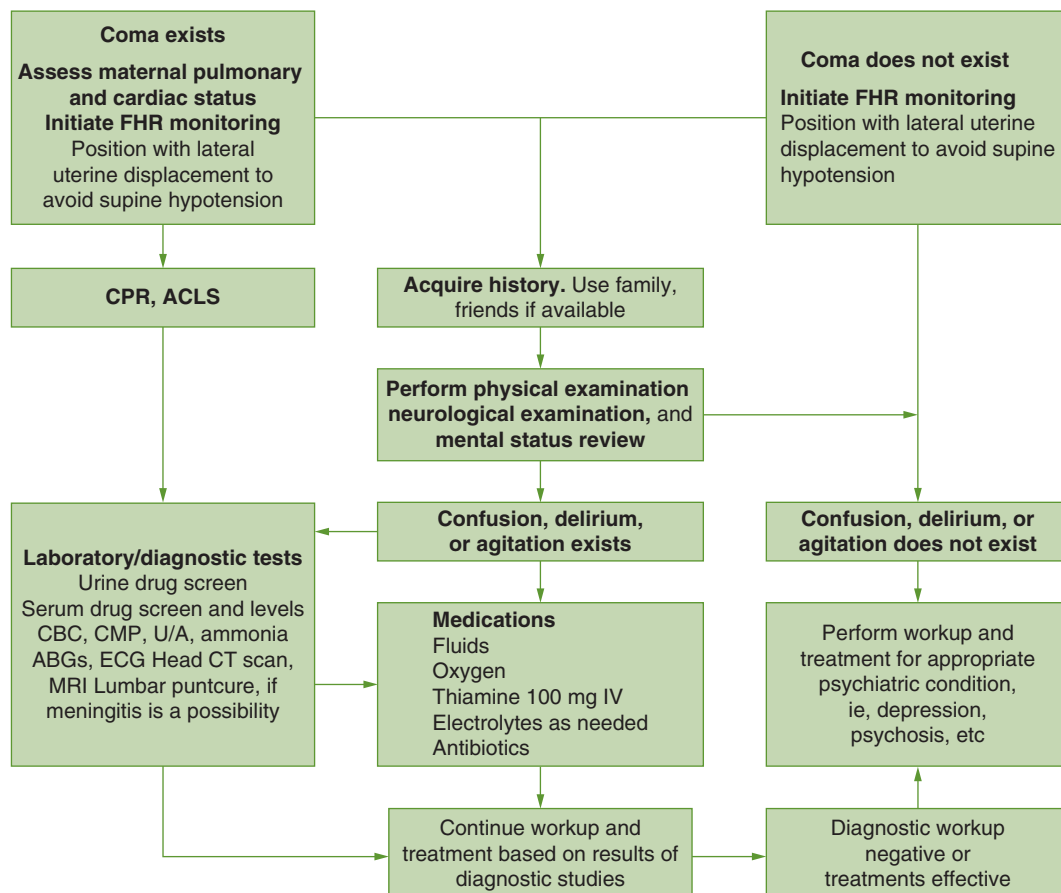 Coma exists
Assess maternal pulmonary
and cardiac status
Initiate FHR monitoring
Position with lateral
uterine displacement to
avoid supine hypotension
Coma does not exist
Initiate FHR monitoring
Position with lateral uterine
displacement to avoid supine
hypotension
CPR, ACLS
Acquire history. Use family,
friends if available
Perform physical examination
neurological examination, and
mental status review
Confusion, delirium,
or agitation exists
Confusion, delirium, or
agitation does not exist
Laboratory/diagnostic tests
Urine drug screen
Serum drug screen and levels
CBC, CMP, U/A, ammonia
ABGs, ECG Head CT scan,
MRI Lumbar puntcure, if
meningitis is a possibility
Medications
Fluids
Oxygen
Thiamine 100 mg IV
Electrolytes as needed
Antibiotics
Perform workup and
treatment for appropriate
psychiatric condition,
ie, depression,
psychosis, etc
Continue workup and
treatment based on results of
diagnostic studies
Diagnostic workup
negative or
treatments effective